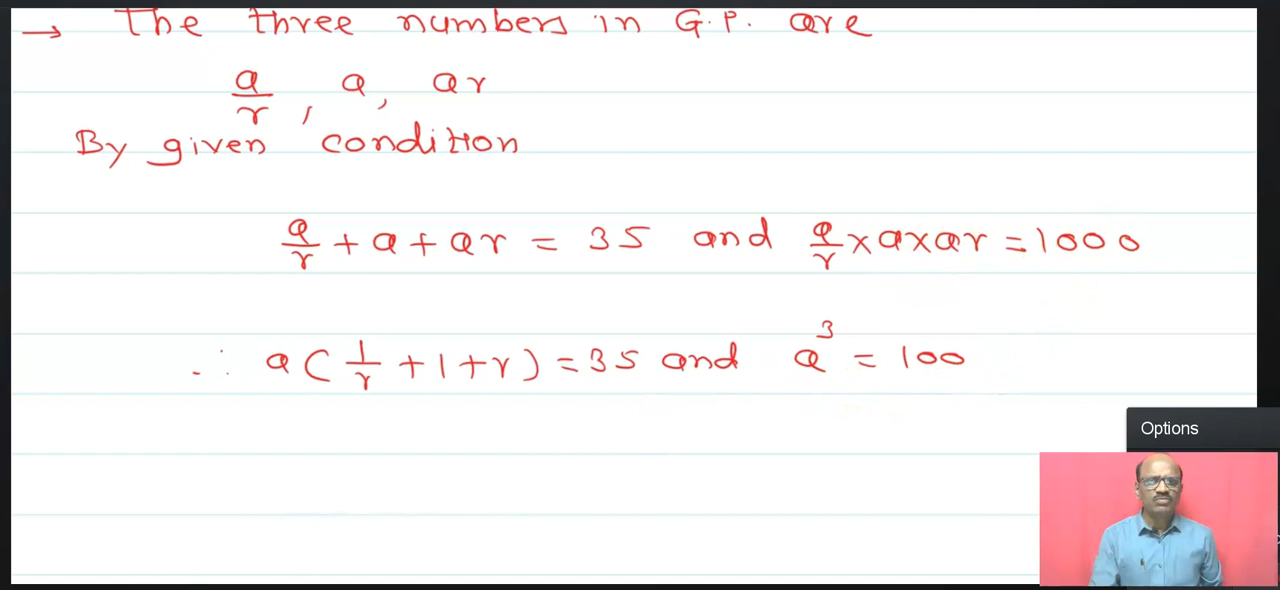 → The three numbers in G.P. are
a/r, a, ar
By given condition
a/r + a + ar = 35 and a/r × a × ar = 1000
∴ a(1/r + 1 + r) = 35 and a³ = 100
Options